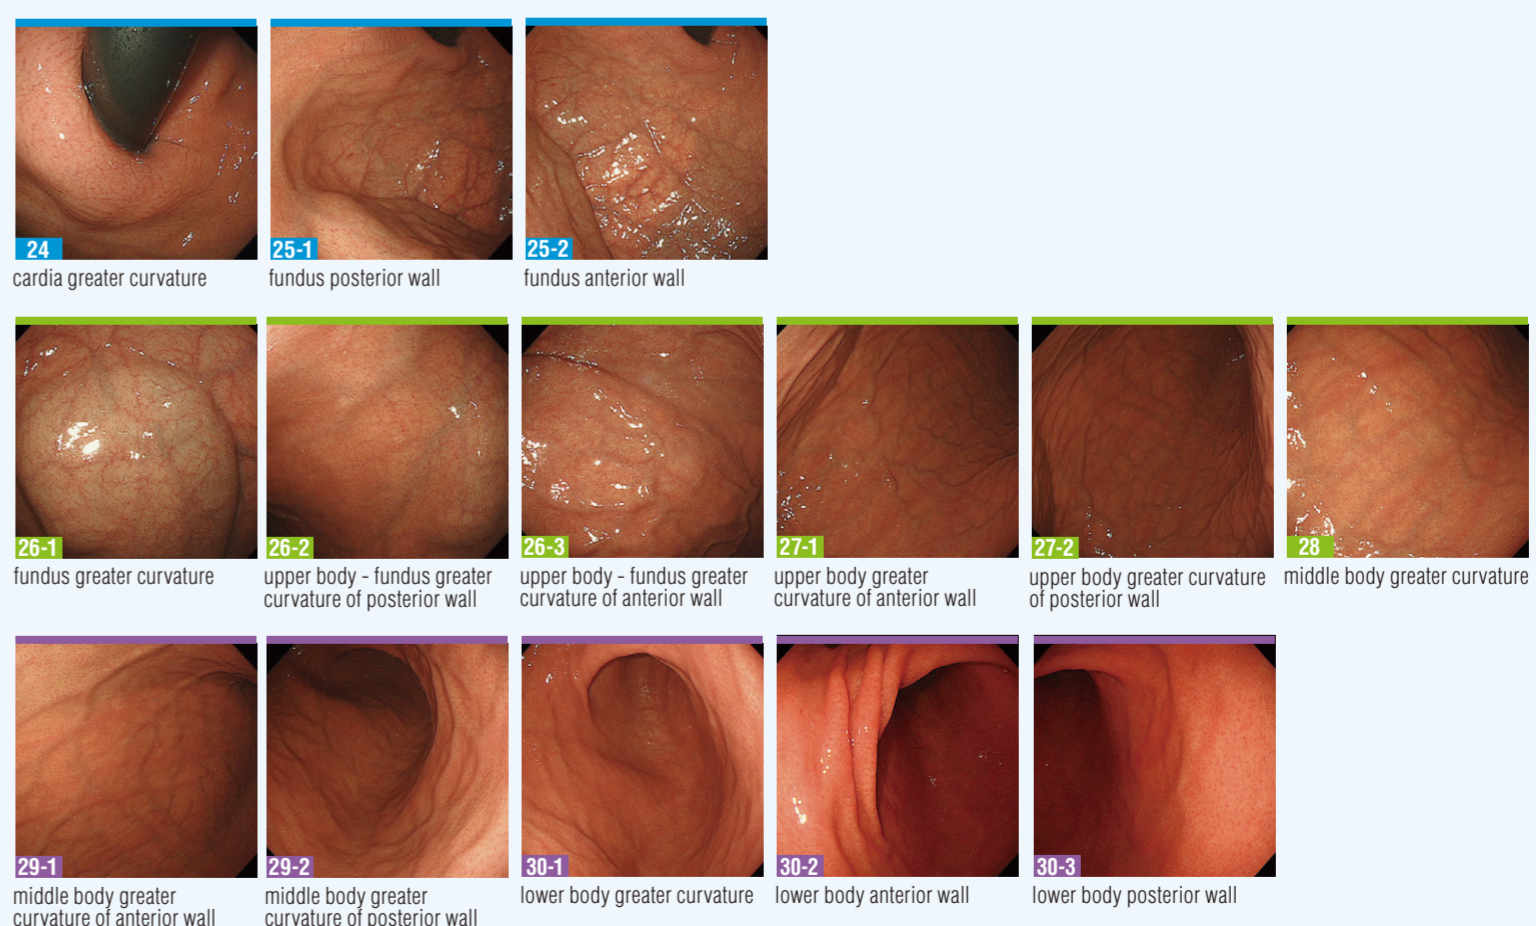 24
25-1
25-2
cardia greater curvature
fundus posterior wall
fundus anterior wall
26-1
26-2
26-3
27-1
27-2
28
fundus greater curvature
upper body - fundus greater
curvature of posterior wall
upper body - fundus greater
curvature of anterior wall
upper body greater
curvature of anterior wall
upper body greater curvature
of posterior wall
middle body greater curvature
29-1
29-2
30-1
30-2
30-3
middle body greater
curvature of anterior wall
middle body greater
curvature of posterior wall
lower body greater curvature
lower body anterior wall
lower body posterior wall